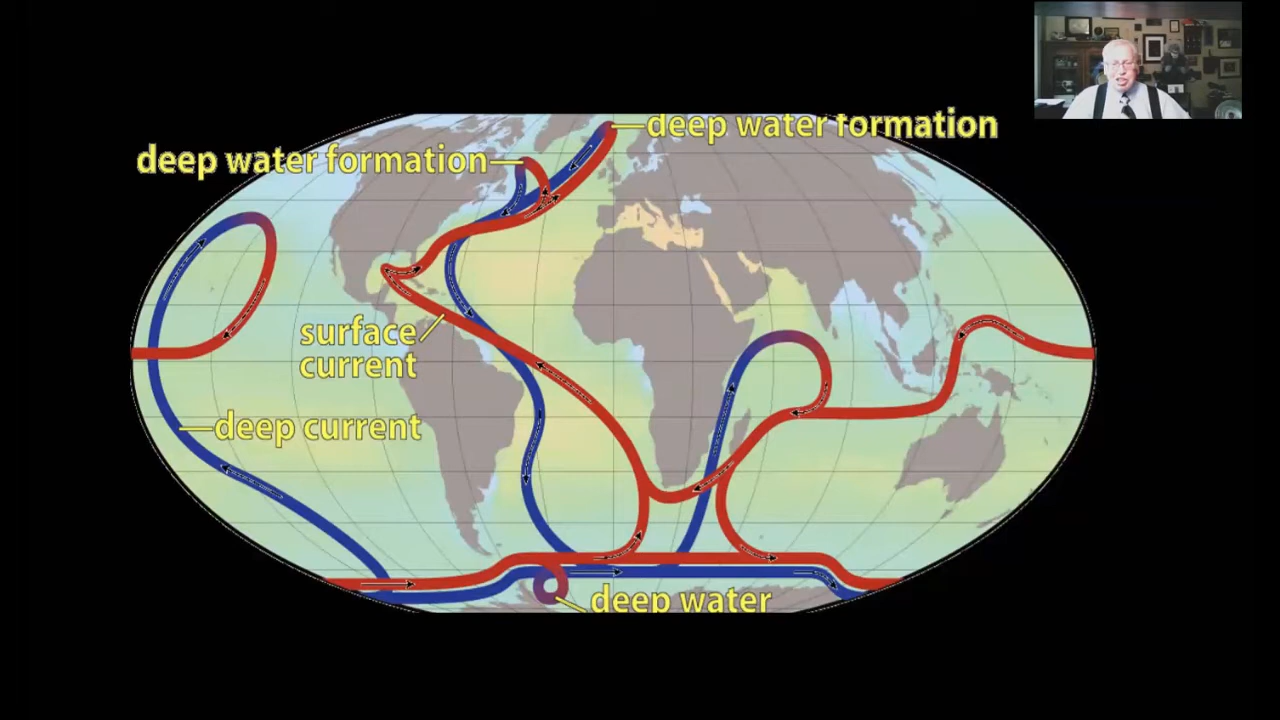 deep water formation
deep water formation
surface
current
deep current
deep water